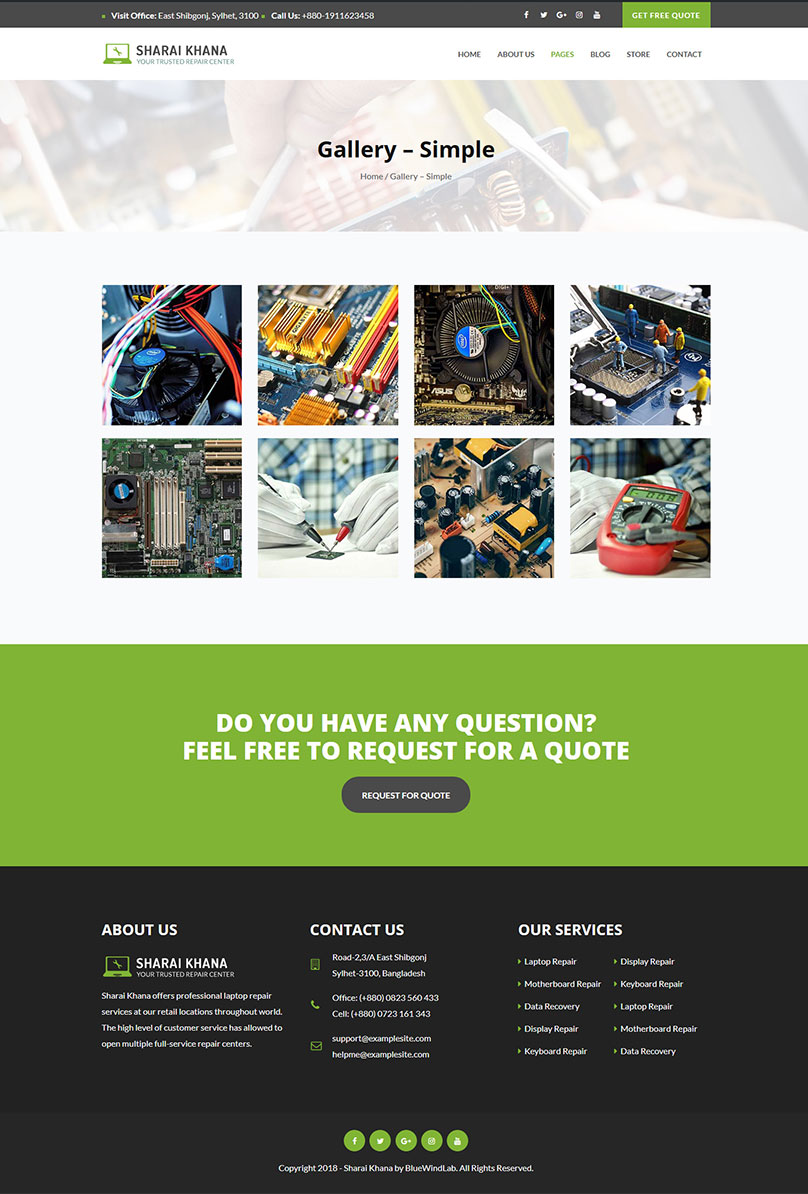 Visit Office: East Shibgonj, Sylhet, 3100 Call Us: +880-1911623458
GET FREE QUOTE
SHARAI KHANA
YOUR TRUSTED REPAIR CENTER
HOME ABOUT US PAGES BLOG STORE CONTACT
Gallery – Simple
Home / Gallery – Simple
DO YOU HAVE ANY QUESTION?
FEEL FREE TO REQUEST FOR A QUOTE
REQUEST FOR QUOTE
ABOUT US
SHARAI KHANA
YOUR TRUSTED REPAIR CENTER
Sharai Khana offers professional laptop repair
services at our retail locations throughout world.
The high level of customer service has allowed to
open multiple full-service repair centers.
CONTACT US
Road-2,3/A East Shibgonj
Sylhet-3100, Bangladesh
Office: (+880) 0823 560 433
Cell: (+880) 0723 161 343
support@examplesite.com
helpme@examplesite.com
OUR SERVICES
Laptop Repair Display Repair
Motherboard Repair Keyboard Repair
Data Recovery Laptop Repair
Display Repair Motherboard Repair
Keyboard Repair Data Recovery
Copyright 2018 - Sharai Khana by BlueWindLab. All Rights Reserved.